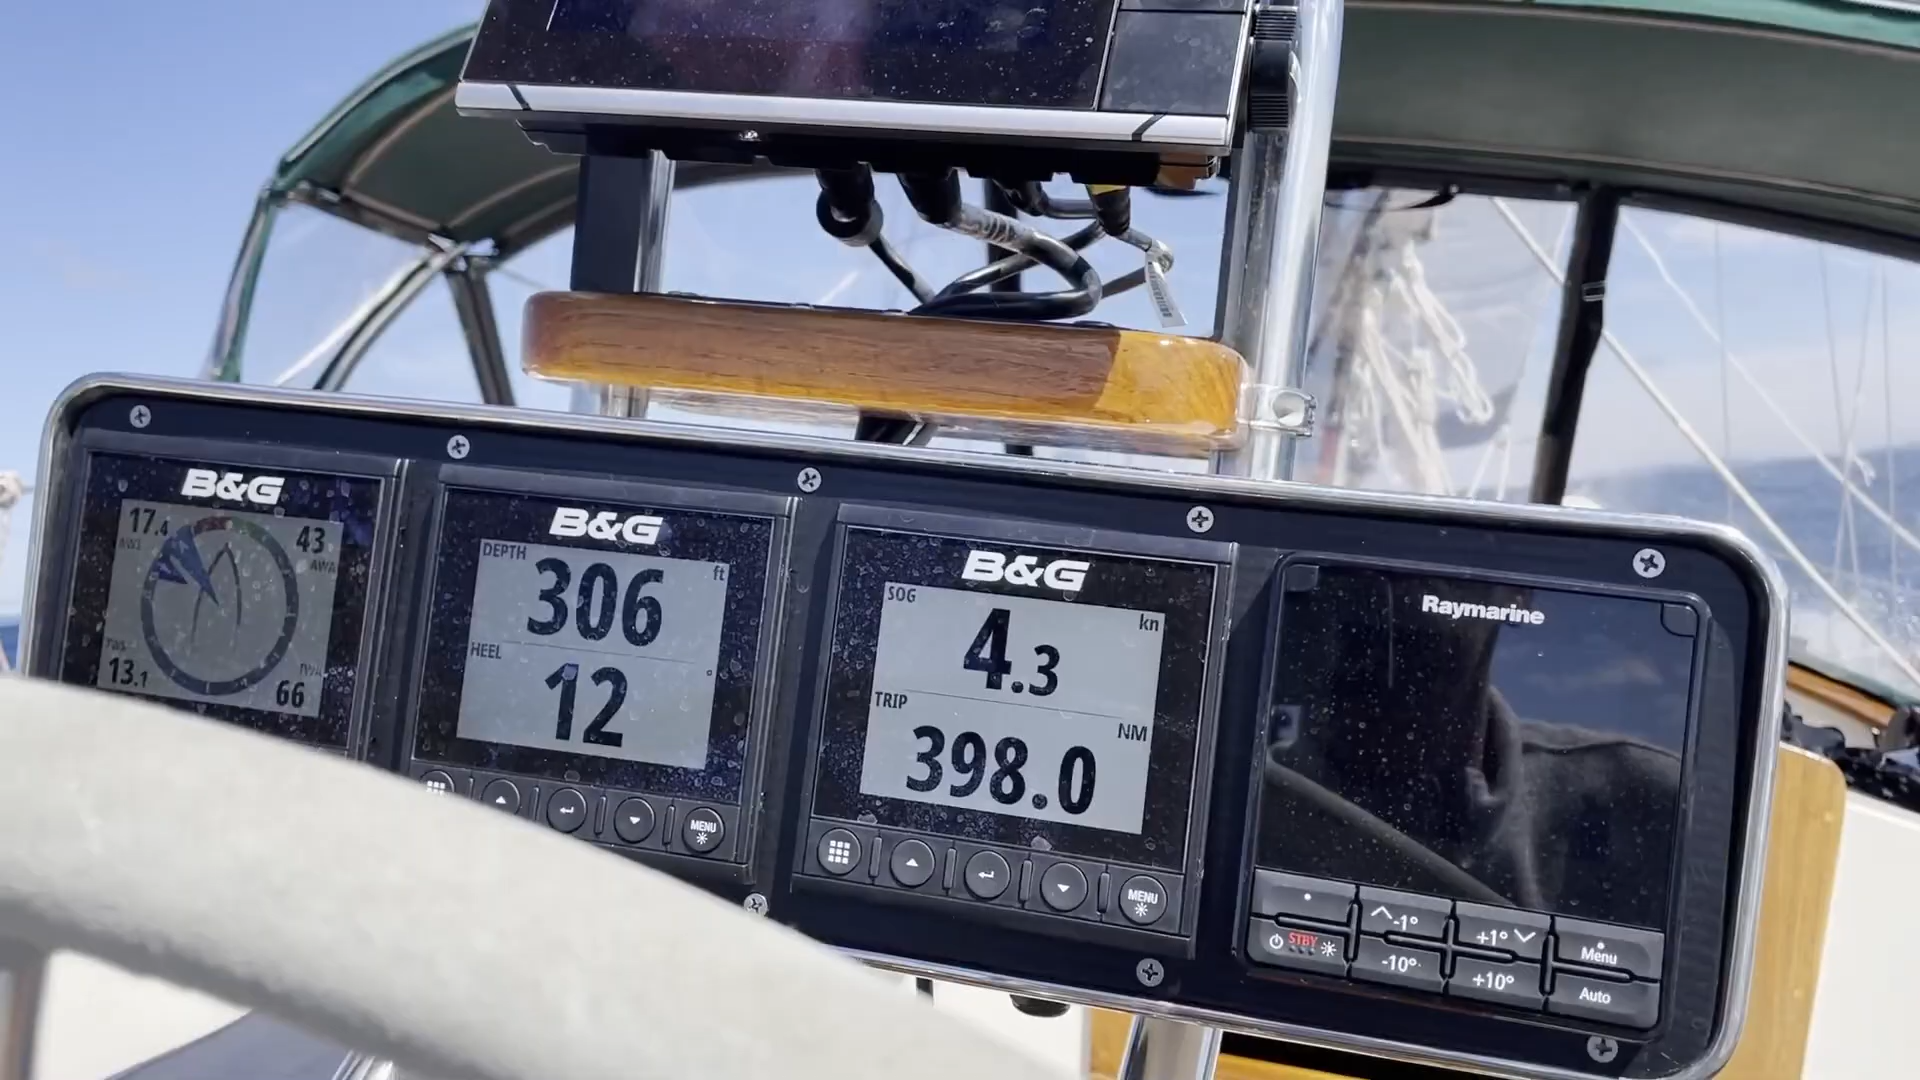 B&G
17.4
AWS
43
AWA
TWS
13.1
TWA
66
B&G
DEPTH
ft
306
HEEL
°
12
MENU
B&G
SOG
kn
4.3
TRIP
NM
398.0
MENU
Raymarine
-1°
+1°
Menu
STBY
-10°
+10°
Auto